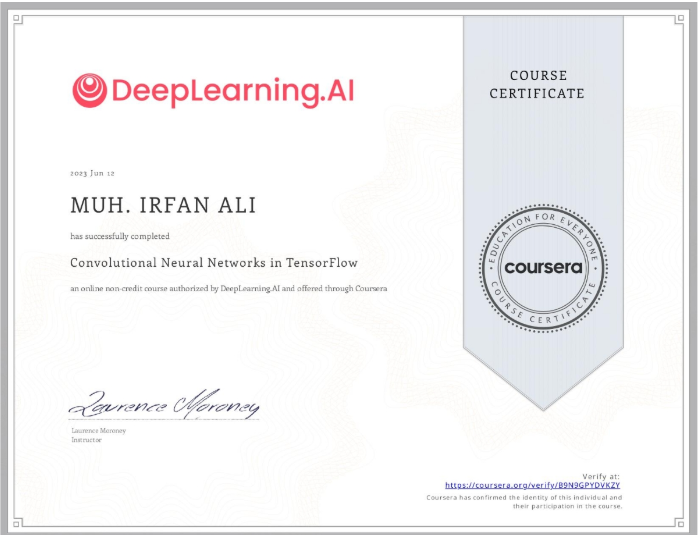 DeepLearning.AI
COURSE
CERTIFICATE
2023 Jun 12
MUH. IRFAN ALI
has successfully completed
Convolutional Neural Networks in TensorFlow
an online non-credit course authorized by DeepLearning.AI and offered through Coursera
EDUCATION FOR EVERYONE
coursera
COURSE CERTIFICATE
Laurence Moroney
Laurence Moroney
Instructor
Verify at:
https://coursera.org/verify/B9N9GPYDVKZY
Coursera has confirmed the identity of this individual and
their participation in the course.